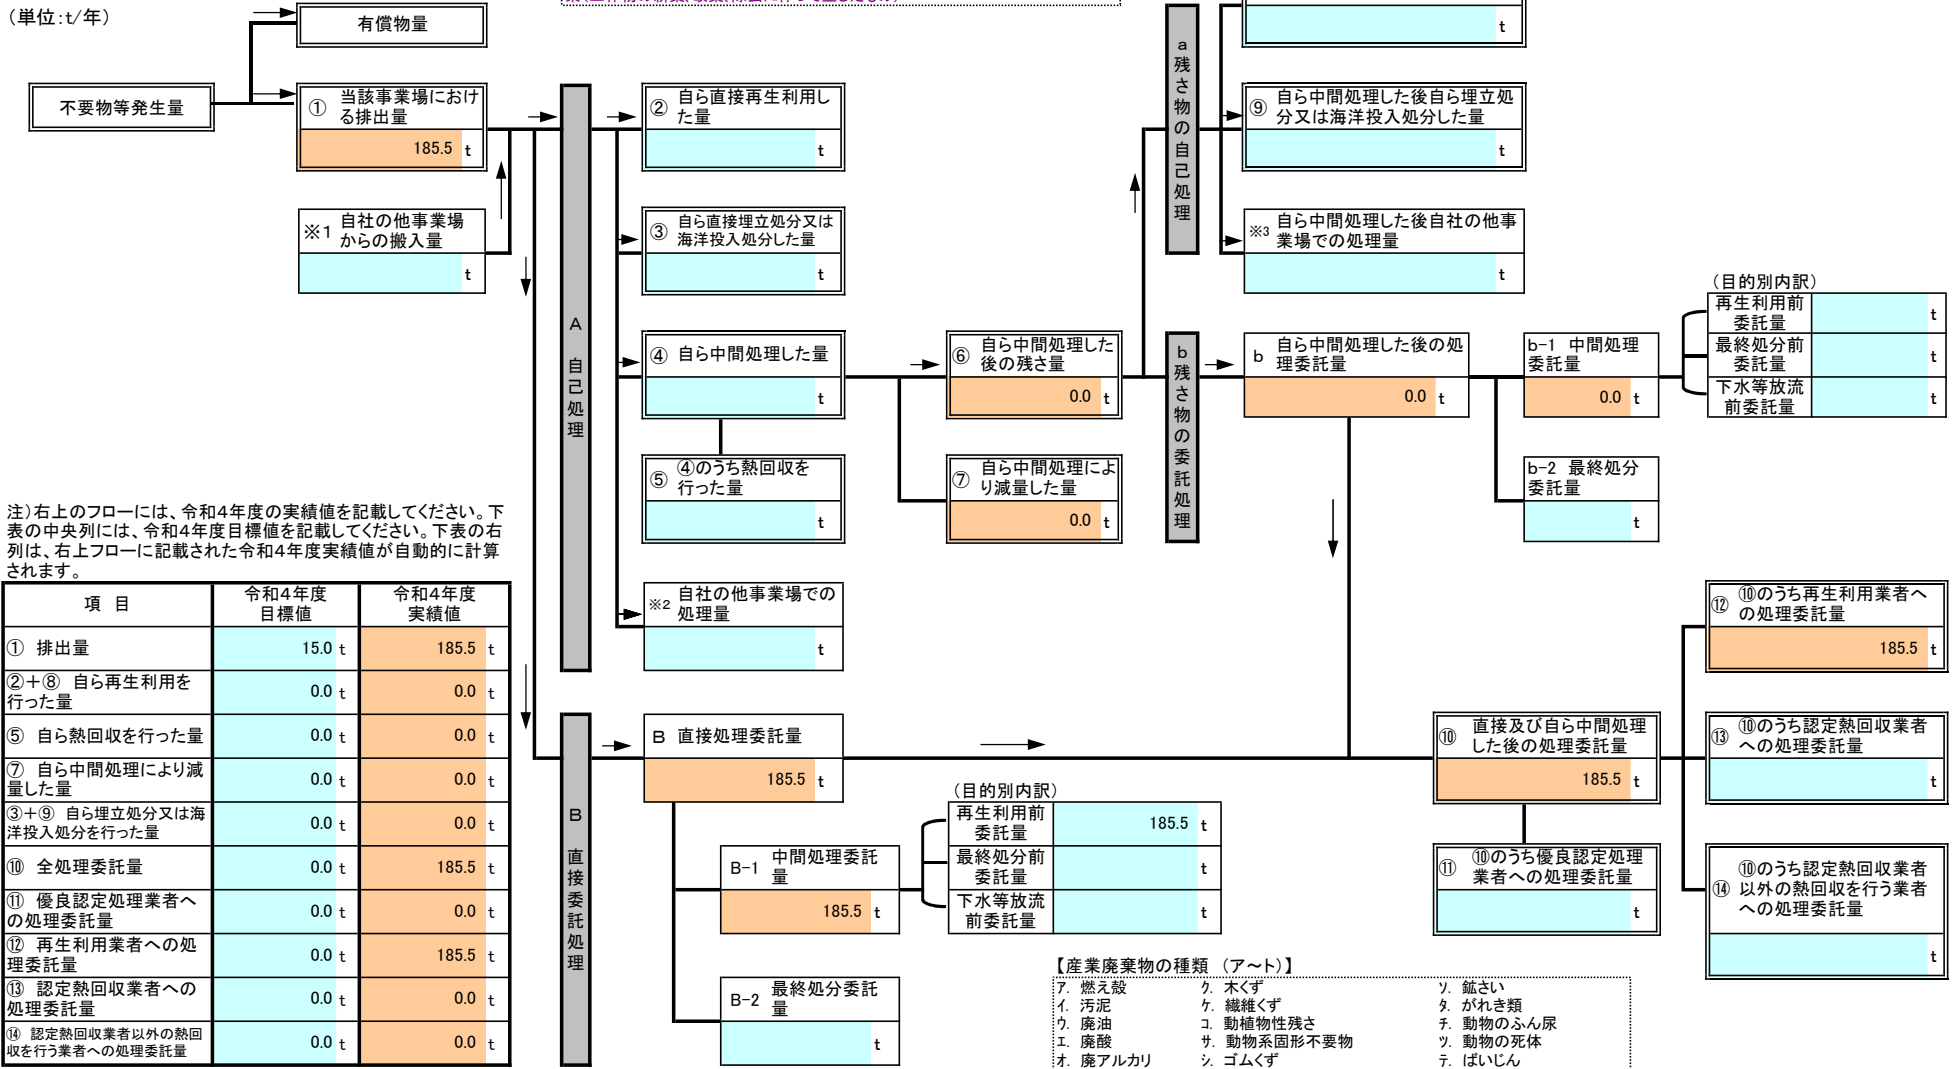 (単位:t/年)
有償物量
不要物等発生量
① 当該事業場におけ
る排出量
185.5 t
※1 自社の他事業場
からの搬入量
t
A 自己処理
② 自ら直接再生利用し
た量
t
③ 自ら直接埋立処分又は
海洋投入処分した量
t
④ 自ら中間処理した量
t
⑤ ④のうち熱回収を
行った量
t
※2 自社の他事業場での
処理量
t
⑥ 自ら中間処理した
後の残さ量
0.0 t
⑦ 自ら中間処理によ
り減量した量
0.0 t
a 残さ物の自己処理
t
⑨ 自ら中間処理した後自ら埋立処
分又は海洋投入処分した量
t
※3 自ら中間処理した後自社の他事
業場での処理量
t
b 残さ物の委託処理
b 自ら中間処理した後の処
理委託量
0.0 t
b-1 中間処理
委託量
0.0 t
b-2 最終処分
委託量
t
(目的別内訳)
再生利用前
委託量
t
最終処分前
委託量
t
下水等放流
前委託量
t
注)右上のフローには、令和4年度の実績値を記載してください。下
表の中央列には、令和4年度目標値を記載してください。下表の右
列は、右上フローに記載された令和4年度実績値が自動的に計算
されます。
項 目 令和4年度
目標値 令和4年度
実績値
① 排出量 15.0 t 185.5 t
②+⑧ 自ら再生利用を
行った量 0.0 t 0.0 t
⑤ 自ら熱回収を行った量 0.0 t 0.0 t
⑦ 自ら中間処理により減
量した量 0.0 t 0.0 t
③+⑨ 自ら埋立処分又は海
洋投入処分を行った量 0.0 t 0.0 t
⑩ 全処理委託量 0.0 t 185.5 t
⑪ 優良認定処理業者へ
の処理委託量 0.0 t 0.0 t
⑫ 再生利用業者への処
理委託量 0.0 t 185.5 t
⑬ 認定熱回収業者への
処理委託量 0.0 t 0.0 t
⑭ 認定熱回収業者以外の熱回
収を行う業者への処理委託量 0.0 t 0.0 t
B 直接委託処理
B 直接処理委託量
185.5 t
B-1 中間処理委託
量
185.5 t
B-2 最終処分委託
量
t
(目的別内訳)
再生利用前
委託量
185.5 t
最終処分前
委託量
t
下水等放流
前委託量
t
⑩ 直接及び自ら中間処理
した後の処理委託量
185.5 t
⑪ ⑩のうち優良認定処理
業者への処理委託量
t
⑫ ⑩のうち再生利用業者へ
の処理委託量
185.5 t
⑬ ⑩のうち認定熱回収業者
への処理委託量
t
⑭ ⑩のうち認定熱回収業者
以外の熱回収を行う業者
への処理委託量
t
【産業廃棄物の種類 (ア~ト)】
ア. 燃え殻 ク. 木くず ソ. 鉱さい
イ. 汚泥 ケ. 繊維くず タ. がれき類
ウ. 廃油 コ. 動植物性残さ チ. 動物のふん尿
エ. 廃酸 サ. 動物系固形不要物 ツ. 動物の死体
オ. 廃アルカリ シ. ゴムくず テ. ばいじん